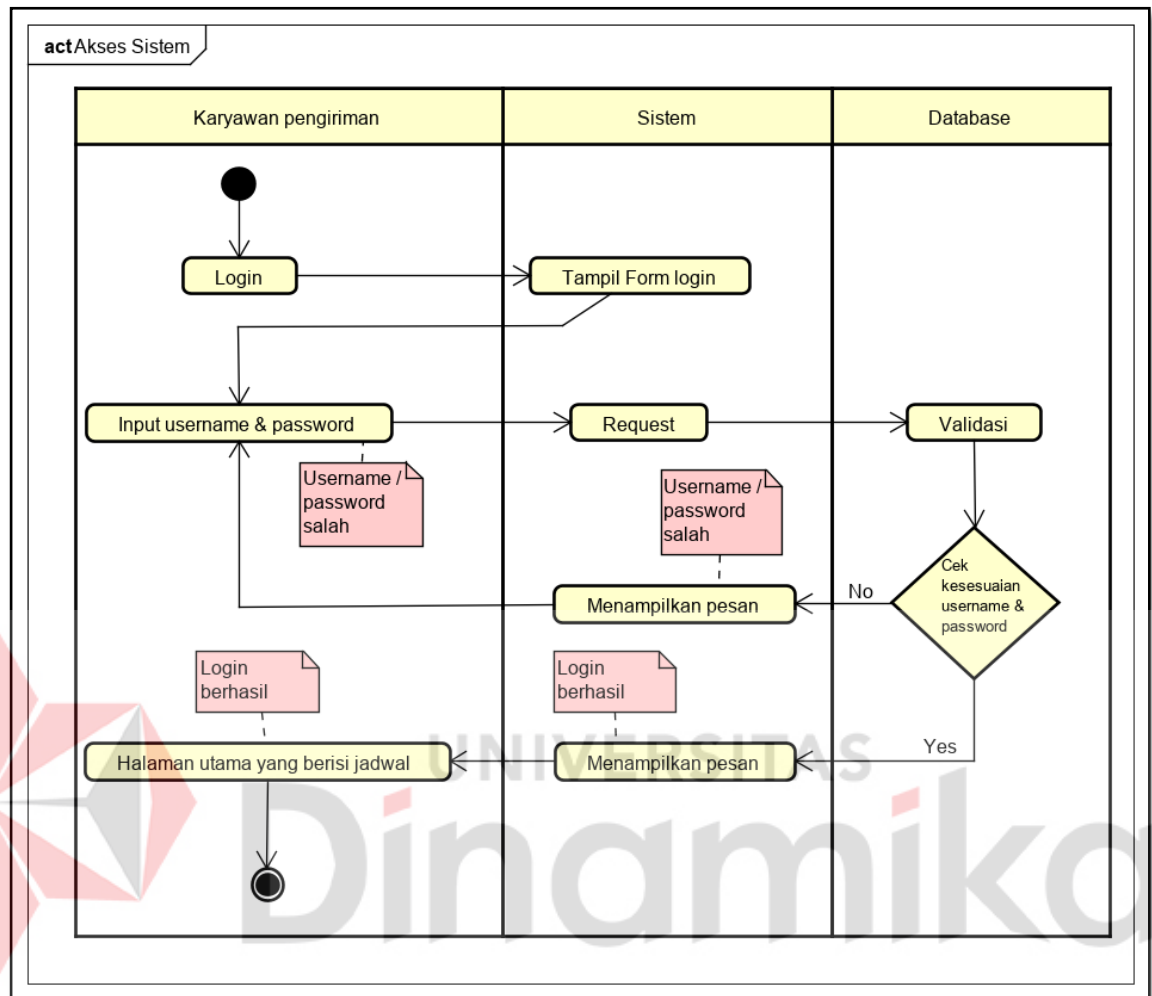 act Akses Sistem
Karyawan pengiriman
Sistem
Database
Login
Tampil Form login
Input username & password
Request
Validasi
Username /
password
salah
Username /
password
salah
Cek
kesesuaian
username &
password
No
Menampilkan pesan
Login
berhasil
Login
berhasil
Yes
Halaman utama yang berisi jadwal
Menampilkan pesan
UNIVERSITAS
Dinamika